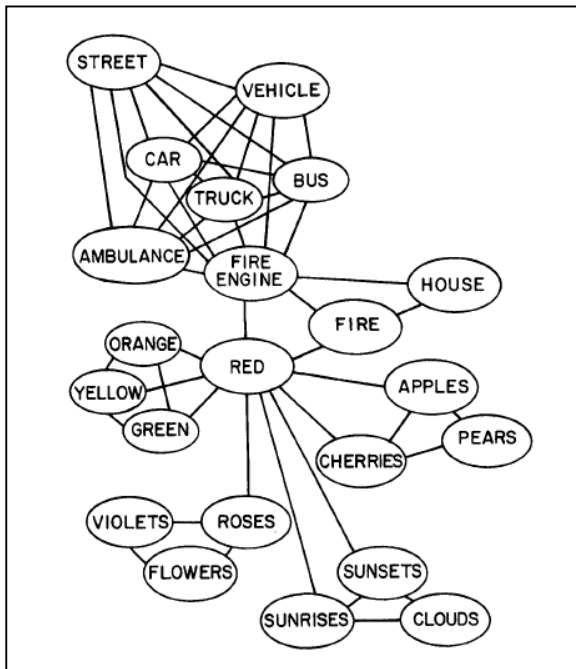 STREET
VEHICLE
CAR
BUS
TRUCK
AMBULANCE
FIRE
ENGINE
HOUSE
FIRE
ORANGE
RED
YELLOW
APPLES
GREEN
PEARS
CHERRIES
VIOLETS
ROSES
FLOWERS
SUNSETS
SUNRISES
CLOUDS